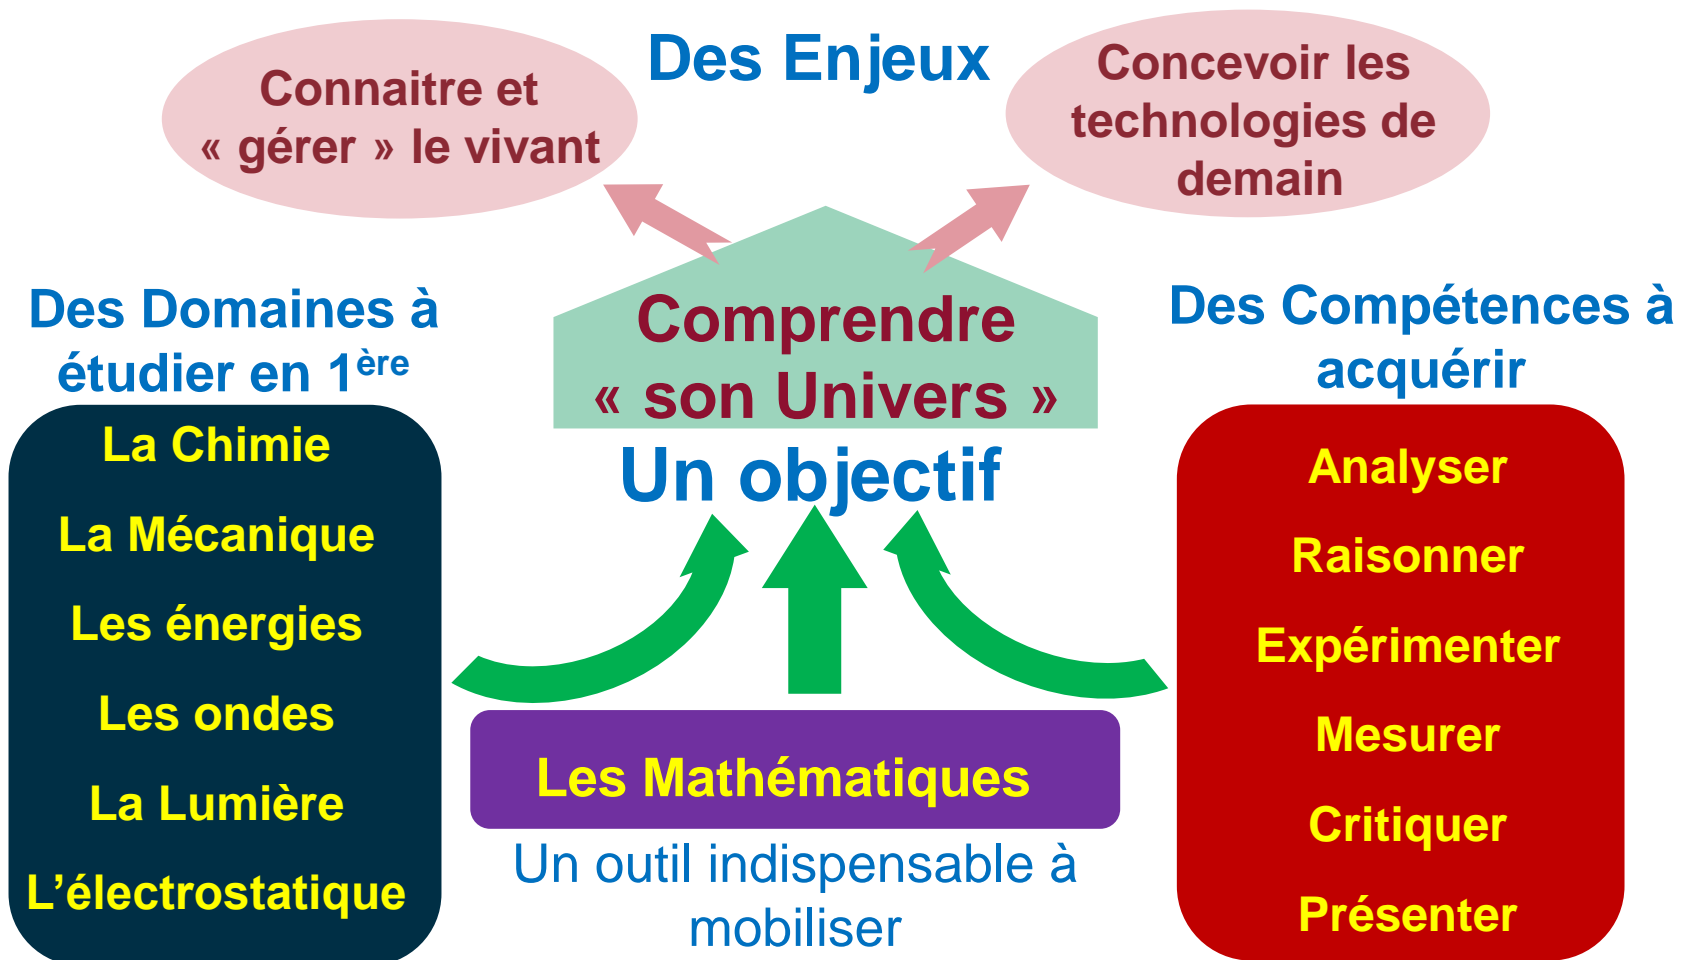 Des Enjeux
Connaitre et
« gérer » le vivant
Concevoir les
technologies de
demain
Comprendre
« son Univers »
Un objectif
Des Domaines à
étudier en 1ère
La Chimie
La Mécanique
Les énergies
Les ondes
La Lumière
L’électrostatique
Les Mathématiques
Un outil indispensable à
mobiliser
Des Compétences à
acquérir
Analyser
Raisonner
Expérimenter
Mesurer
Critiquer
Présenter